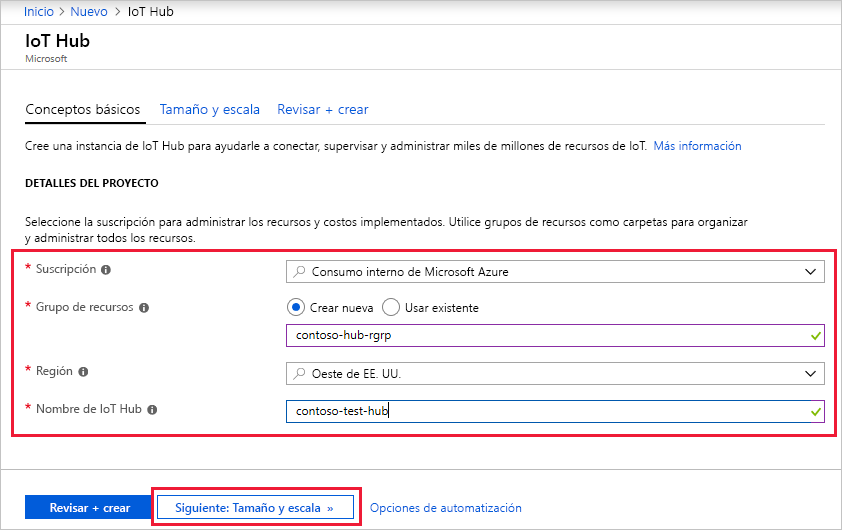 Inicio > Nuevo > IoT Hub
IoT Hub
Microsoft
Conceptos básicos Tamaño y escala Revisar + crear
Cree una instancia de IoT Hub para ayudarle a conectar, supervisar y administrar miles de millones de recursos de IoT. Más información
DETALLES DEL PROYECTO
Seleccione la suscripción para administrar los recursos y costos implementados. Utilice grupos de recursos como carpetas para organizar
y administrar todos los recursos.
* Suscripción Consumo interno de Microsoft Azure
* Grupo de recursos Crear nueva Usar existente
contoso-hub-rgrp
* Región Oeste de EE. UU.
* Nombre de IoT Hub contoso-test-hub
Revisar + crear Siguiente: Tamaño y escala » Opciones de automatización